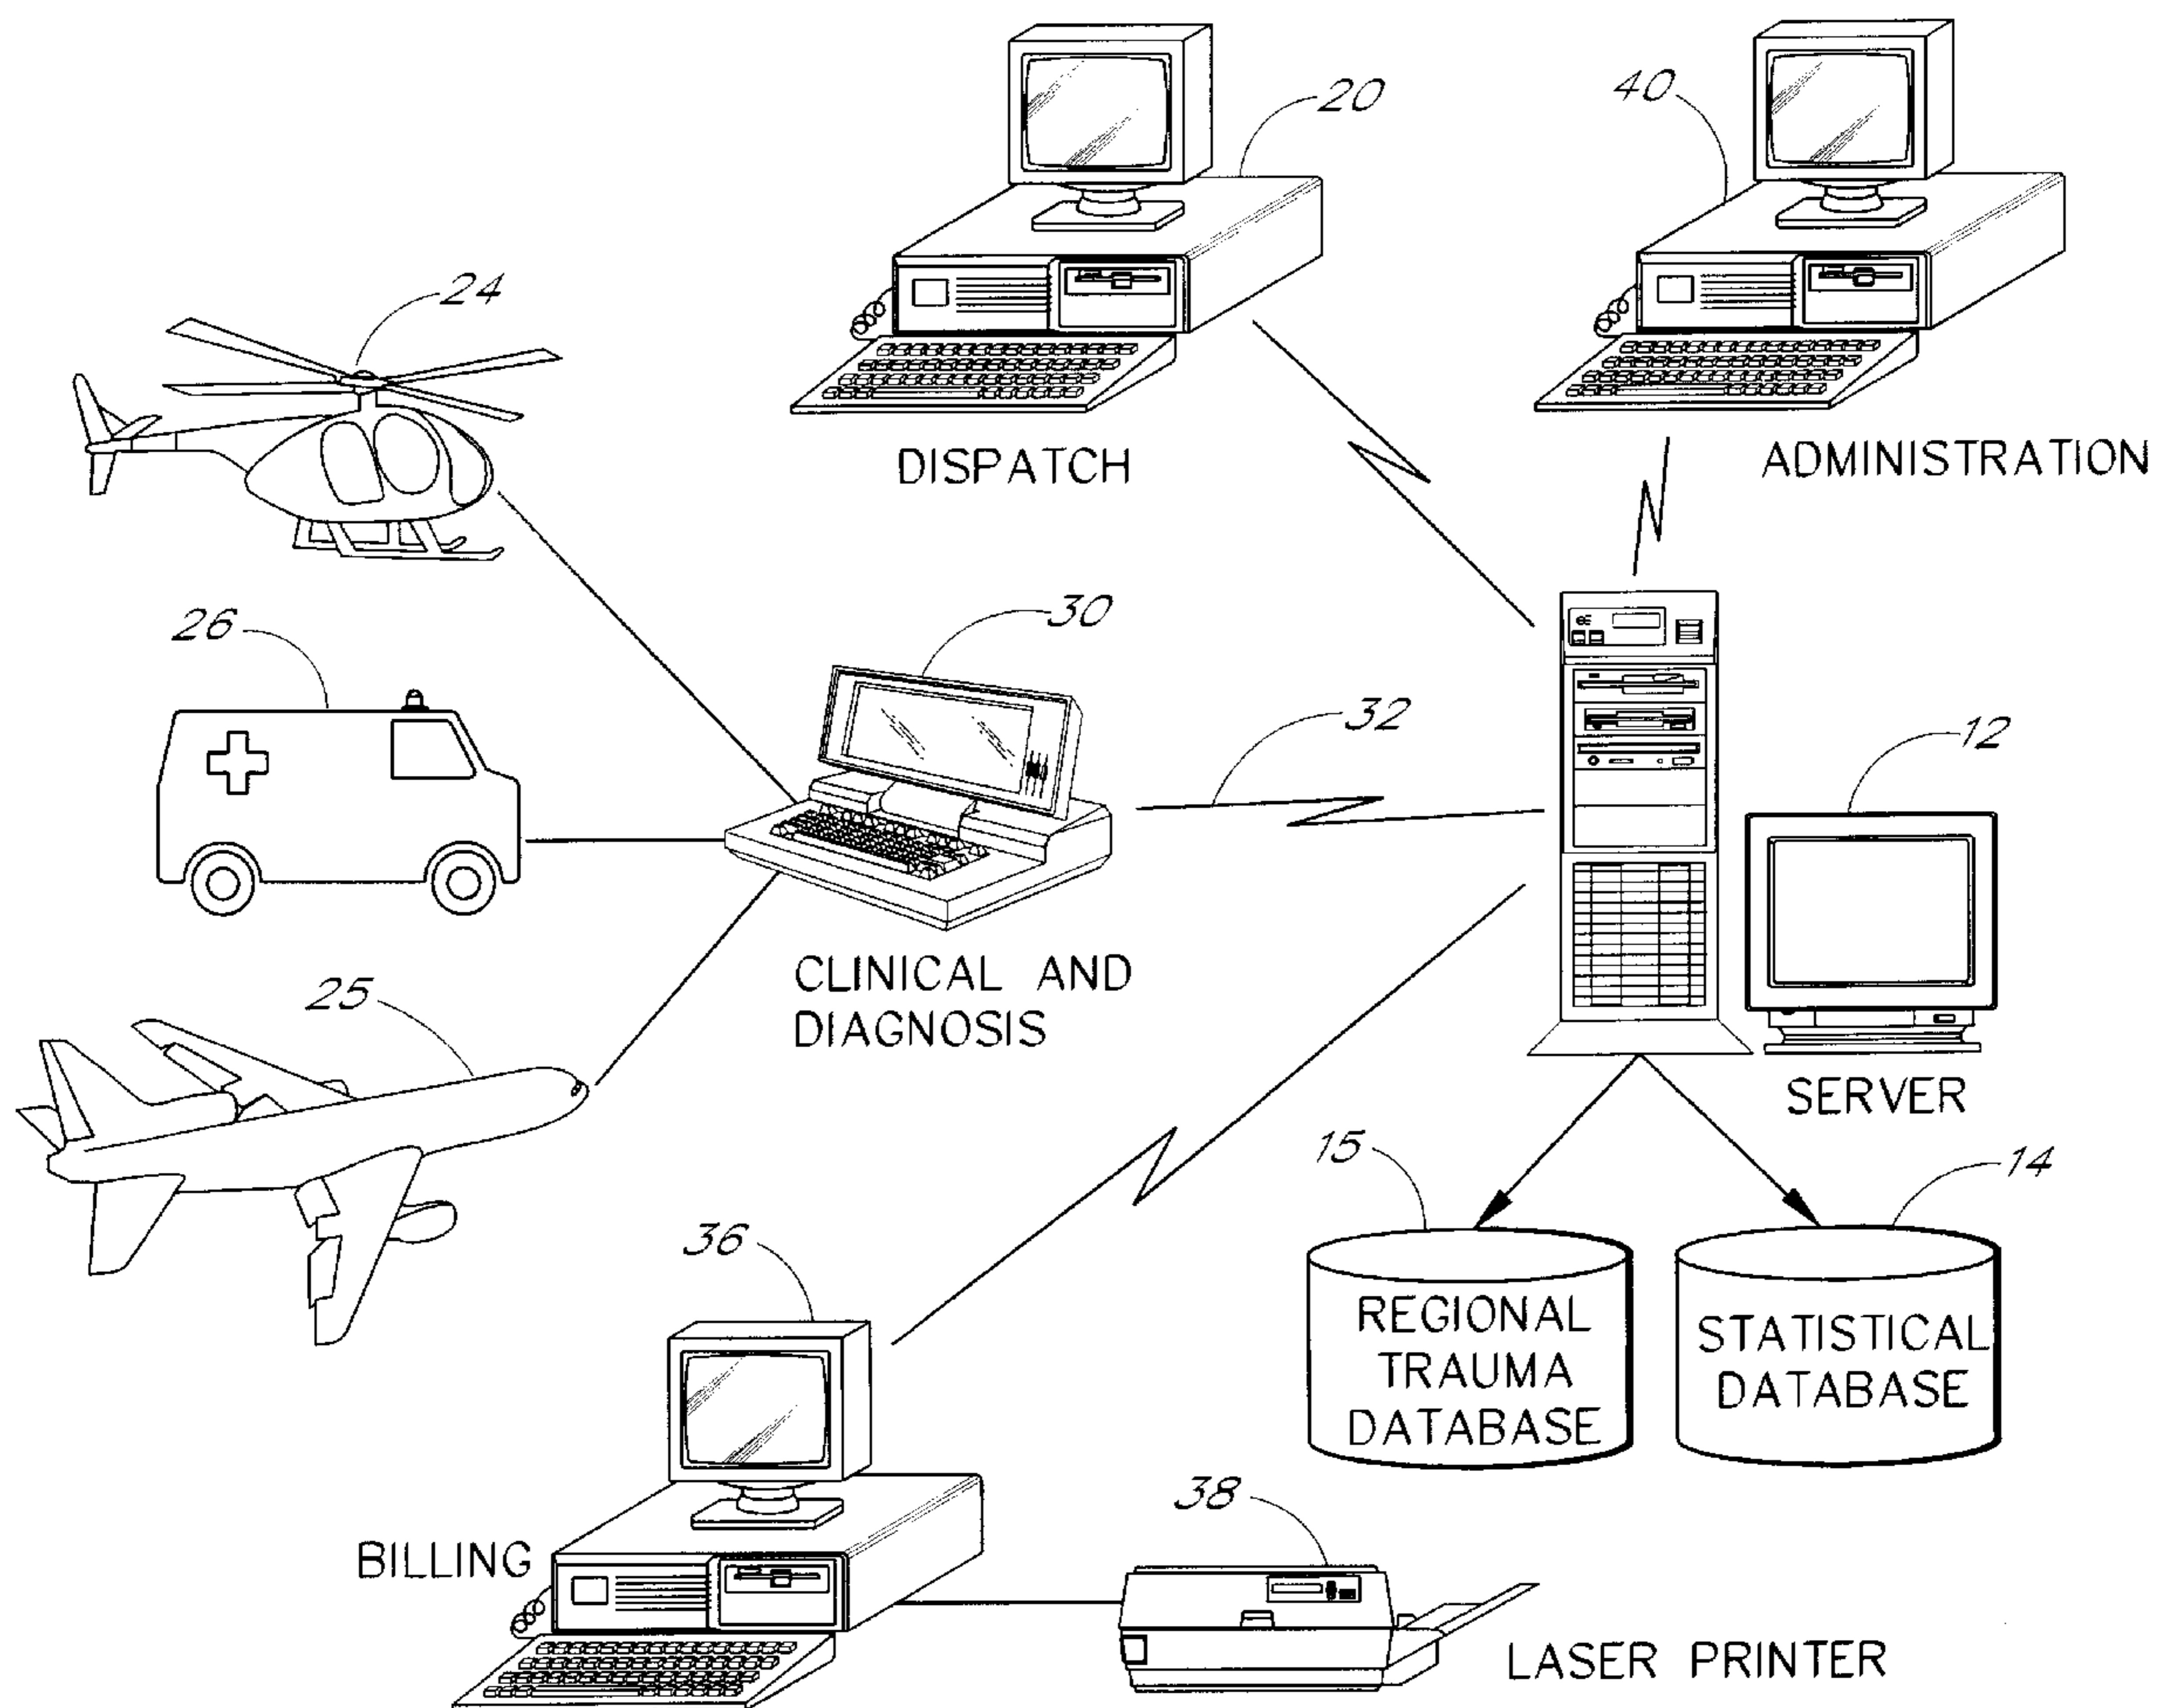 20
40
24
DISPATCH
ADMINISTRATION
26
30
32
12
CLINICAL AND
DIAGNOSIS
25
SERVER
15
14
36
REGIONAL
TRAUMA
DATABASE
STATISTICAL
DATABASE
38
BILLING
LASER PRINTER